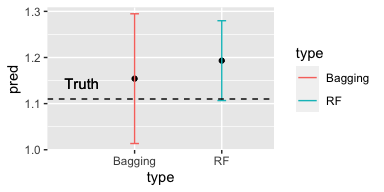 1.3
1.2
1.1
1.0
pred
Truth
Bagging
RF
type
type
Bagging
RF